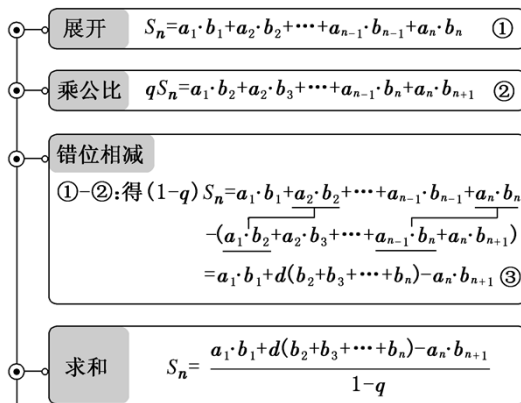 展开 Sₙ=a₁·b₁+a₂·b₂+⋯+aₙ₋₁·bₙ₋₁+aₙ·bₙ ①
乘公比 qSₙ=a₁·b₂+a₂·b₃+⋯+aₙ₋₁·bₙ+aₙ·bₙ₊₁ ②
错位相减
①-②:得(1-q)Sₙ=a₁·b₁+a₂·b₂+⋯+aₙ₋₁·bₙ₋₁+aₙ·bₙ
-(a₁·b₂+a₂·b₃+⋯+aₙ₋₁·bₙ+aₙ·bₙ₊₁)
=a₁·b₁+d(b₂+b₃+⋯+bₙ)-aₙ·bₙ₊₁ ③
求和 Sₙ= a₁·b₁+d(b₂+b₃+⋯+bₙ)-aₙ·bₙ₊₁
1-q